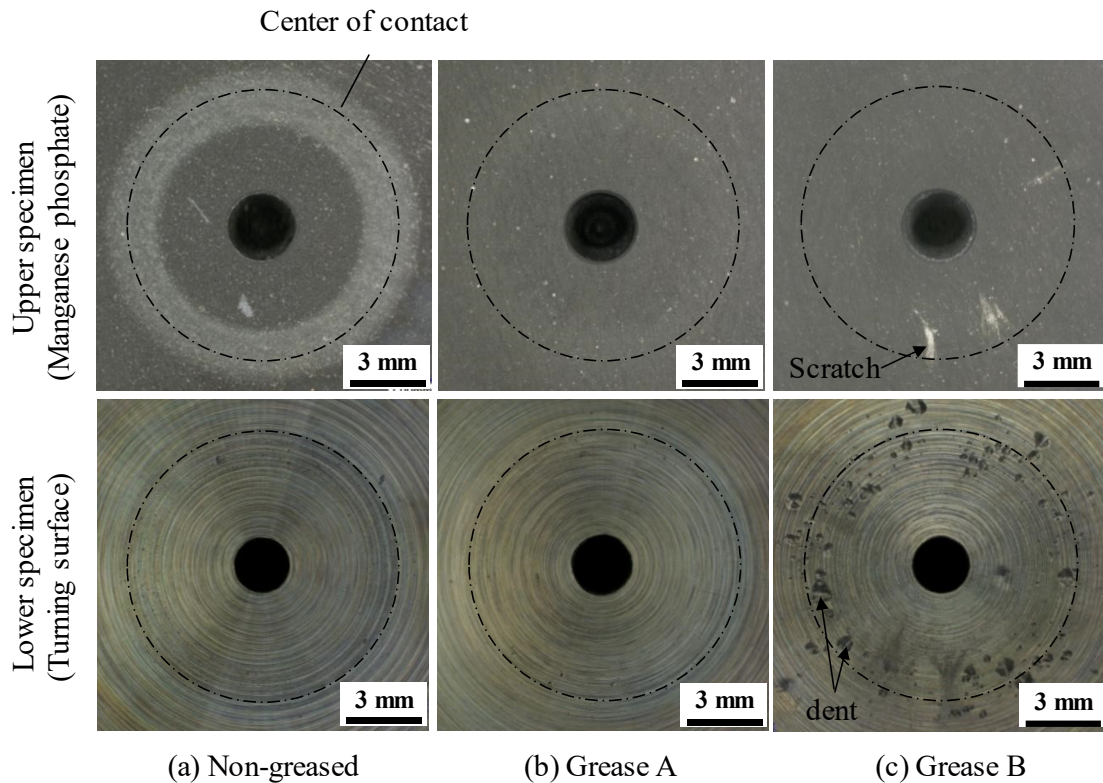 Center of contact
Upper specimen
(Manganese phosphate)
3 mm
3 mm
Scratch
3 mm
Lower specimen
(Turning surface)
3 mm
3 mm
dent
3 mm
(a) Non-greased
(b) Grease A
(c) Grease B